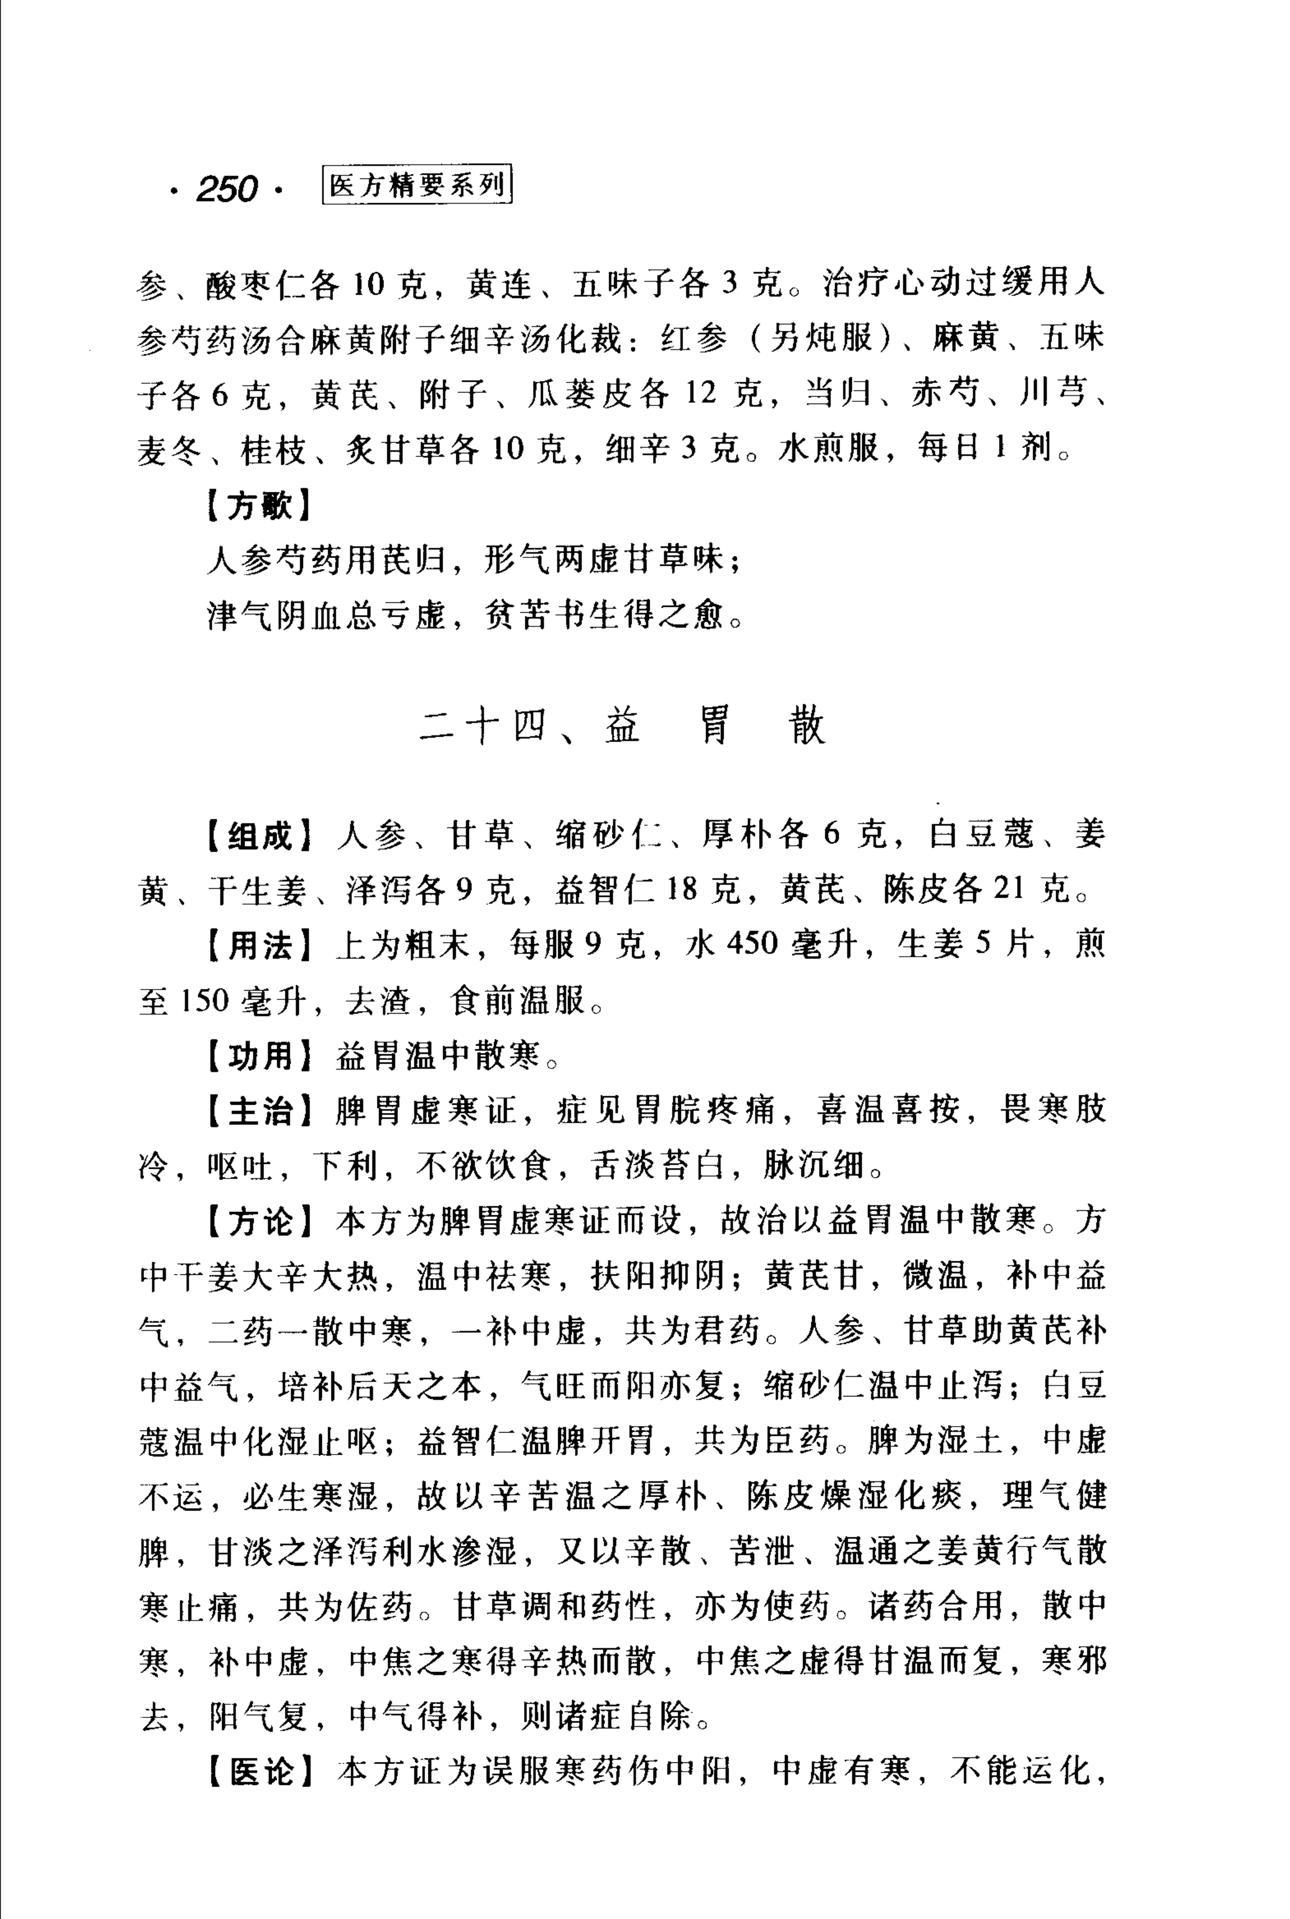 ·250· 医方精要系列
参、酸枣仁各10克，黄连、五味子各3克。治疗心动过缓用人
参芍药汤合麻黄附子细辛汤化裁：红参（另炖服）、麻黄、五味
子各6克，黄芪、附子、瓜蒌皮各12克，当归、赤芍、川芎、
麦冬、桂枝、炙甘草各10克，细辛3克。水煎服，每日1剂。
【方歌】
人参芍药用芪归，形气两虚甘草味；
津气阴血总亏虚，贫苦书生得之愈。
二十四、益 胃 散
【组成】人参、甘草、缩砂仁、厚朴各6克，白豆蔻、姜
黄、干生姜、泽泻各9克，益智仁18克，黄芪、陈皮各21克。
【用法】上为粗末，每服9克，水450毫升，生姜5片，煎
至150毫升，去渣，食前温服。
【功用】益胃温中散寒。
【主治】脾胃虚寒证，症见胃脘疼痛，喜温喜按，畏寒肢
冷，呕吐，下利，不欲饮食，舌淡苔白，脉沉细。
【方论】本方为脾胃虚寒证而设，故治以益胃温中散寒。方
中干姜大辛大热，温中祛寒，扶阳抑阴；黄芪甘，微温，补中益
气，二药一散中寒，一补中虚，共为君药。人参、甘草助黄芪补
中益气，培补后天之本，气旺而阳亦复；缩砂仁温中止泻；白豆
蔻温中化湿止呕；益智仁温脾开胃，共为臣药。脾为湿土，中虚
不运，必生寒湿，故以辛苦温之厚朴、陈皮燥湿化痰，理气健
脾，甘淡之泽泻利水渗湿，又以辛散、苦泄、温通之姜黄行气散
寒止痛，共为佐药。甘草调和药性，亦为使药。诸药合用，散中
寒，补中虚，中焦之寒得辛热而散，中焦之虚得甘温而复，寒邪
去，阳气复，中气得补，则诸症自除。
【医论】本方证为误服寒药伤中阳，中虚有寒，不能运化，